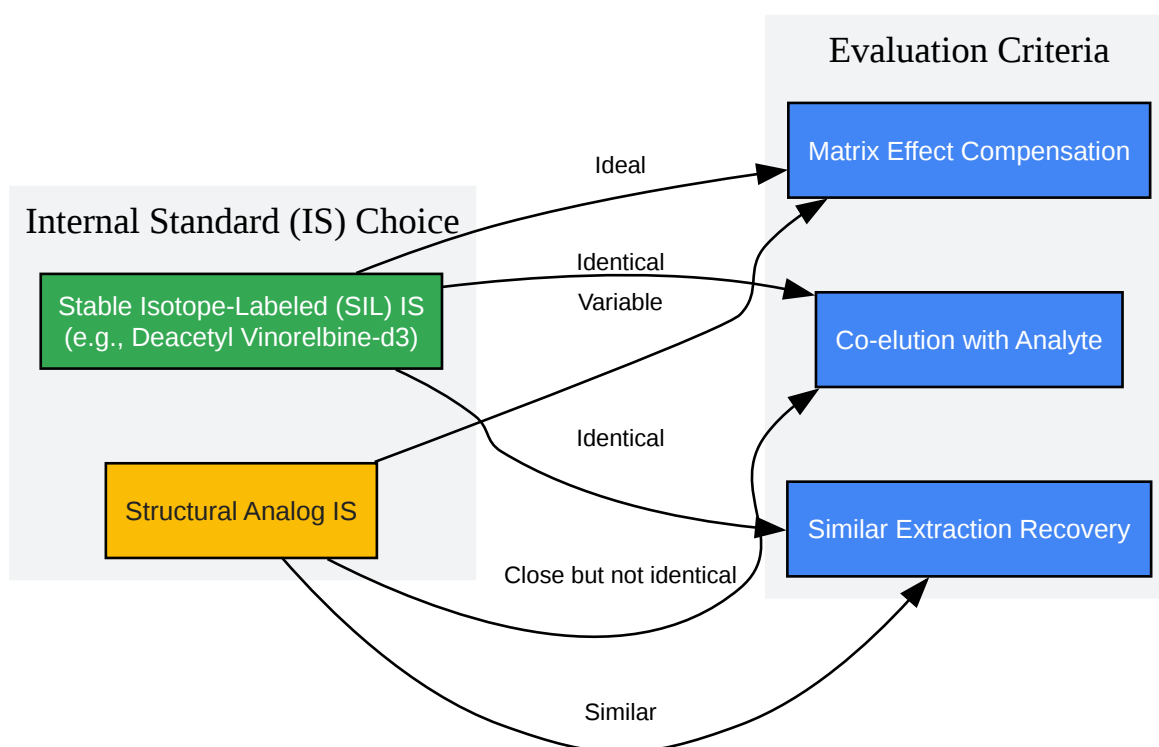 Internal Standard (IS) Choice
Stable Isotope-Labeled (SIL) IS
(e.g., Deacetyl Vinorelbine-d3)
Structural Analog IS
Ideal
Identical
Variable
Identical
Close but not identical
Similar
Evaluation Criteria
Matrix Effect Compensation
Co-elution with Analyte
Similar Extraction Recovery